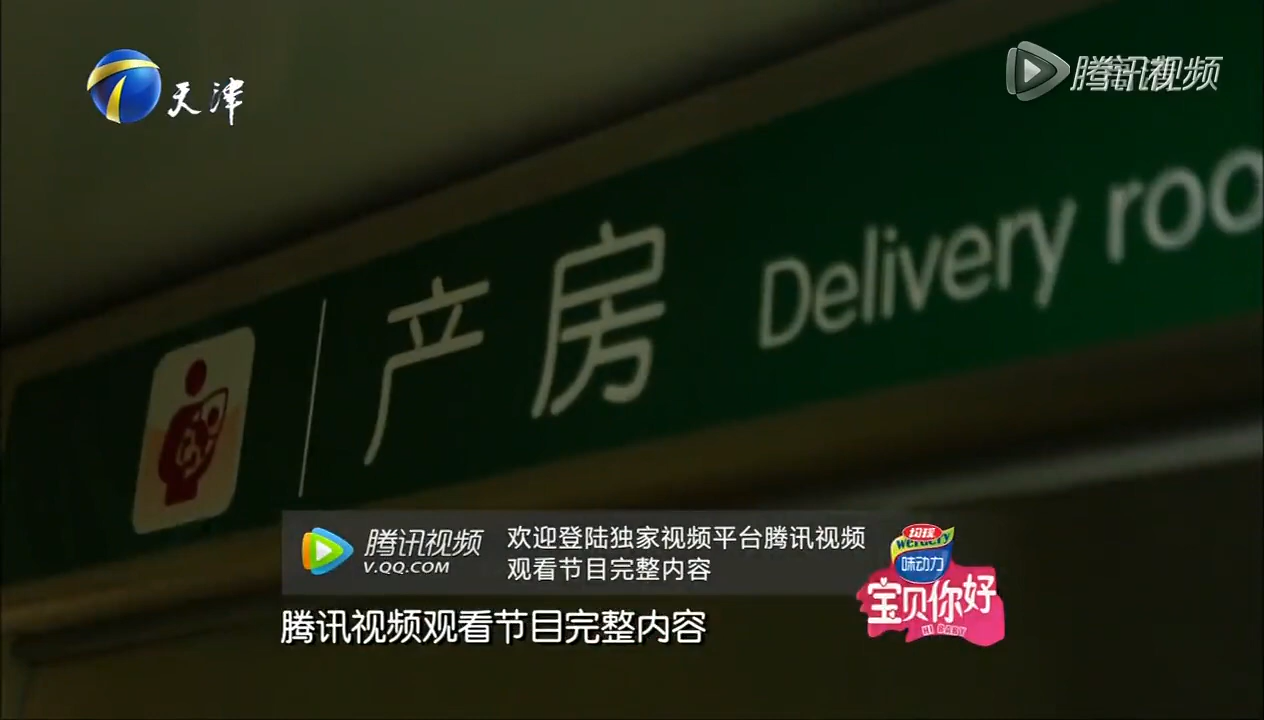 天津
腾讯视频
产房
Delivery roo
腾讯视频
V.QQ.COM
欢迎登陆独家视频平台腾讯视频
观看节目完整内容
味动力
宝贝你好
HI BABY
腾讯视频观看节目完整内容